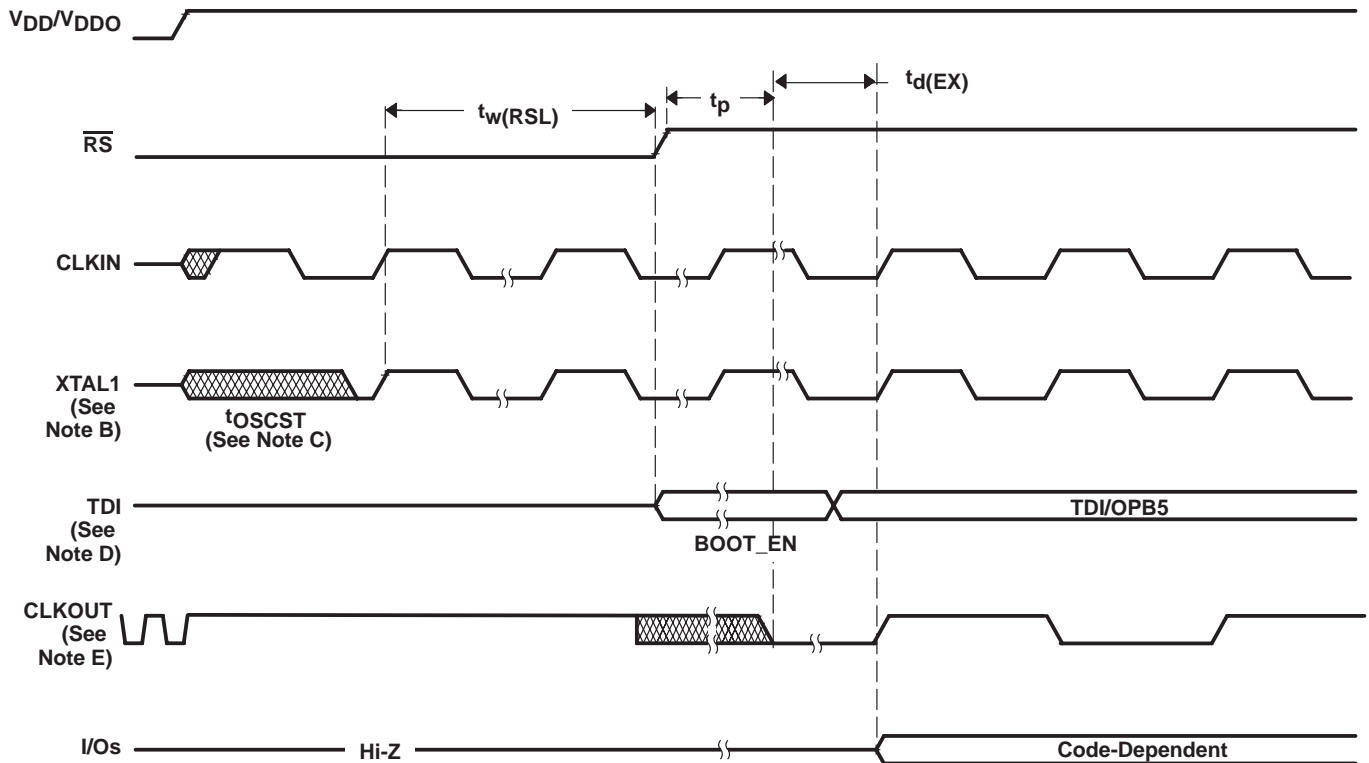 VDD/VDDO
tw(RSL)
tp
td(EX)
RS
CLKIN
XTAL1
(See
Note B)
tOSCST
(See Note C)
TDI
(See
Note D)
BOOT_EN
TDI/OPB5
CLKOUT
(See
Note E)
I/Os
Hi-Z
Code-Dependent